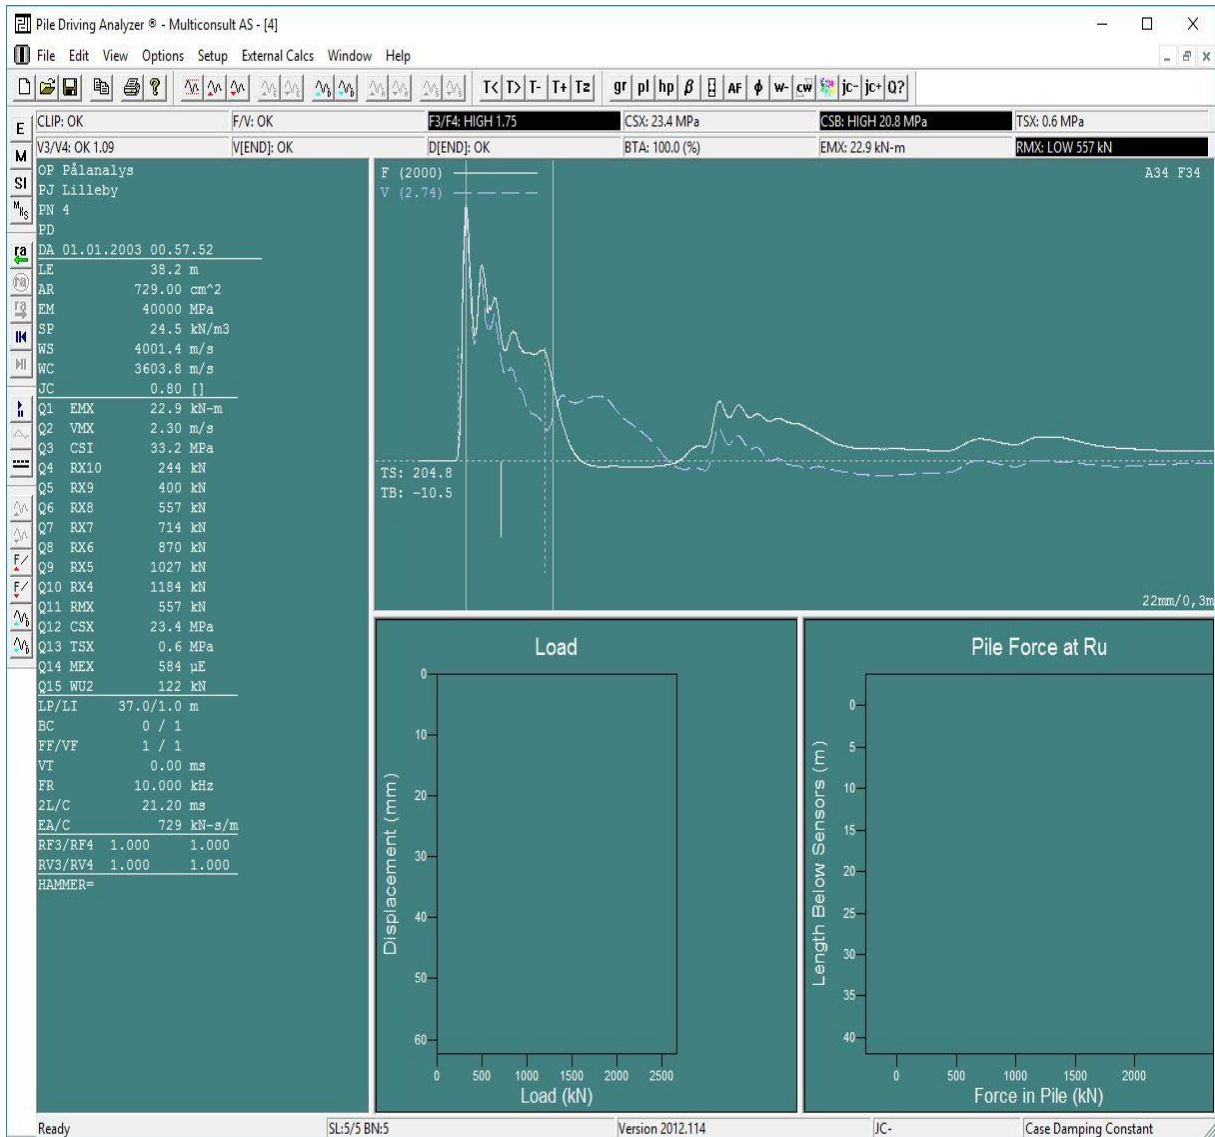 Pile Driving Analyzer ® - Multiconsult AS - [4]
File Edit View Options Setup External Calcs Window Help
T< T> T- T+ T≥ gr pl hp β AF ϕ w- cw jc- jc+ Q?
CLIP: OK F/V: OK F3/F4: HIGH 1.75 CSX: 23.4 MPa CSB: HIGH 20.8 MPa TSX: 0.6 MPa
V3/V4: OK 1.09 V[END]: OK D[END]: OK BTA: 100.0 (%) EMX: 22.9 kN-m RMX: LOW 557 kN
E
M
SI
ra
OP Pålanalys
PJ Lilleby
PN 4
PD
DA 01.01.2003 00.57.52
LE 38.2 m
AR 729.00 cm^2
EM 40000 MPa
SP 24.5 kN/m3
WS 4001.4 m/s
WC 3603.8 m/s
JC 0.80 []
Q1 EMX 22.9 kN-m
Q2 VMX 2.30 m/s
Q3 CSI 33.2 MPa
Q4 RX10 244 kN
Q5 RX9 400 kN
Q6 RX8 557 kN
Q7 RX7 714 kN
Q8 RX6 870 kN
Q9 RX5 1027 kN
Q10 RX4 1184 kN
Q11 RMX 557 kN
Q12 CSX 23.4 MPa
Q13 TSX 0.6 MPa
Q14 MEX 584 µE
Q15 WU2 122 kN
LP/LI 37.0/1.0 m
BC 0 / 1
FF/VF 1 / 1
VT 0.00 ms
FR 10.000 kHz
2L/C 21.20 ms
EA/C 729 kN-s/m
RF3/RF4 1.000 1.000
RV3/RV4 1.000 1.000
HAMMER=
F (2000)
V (2.74)
A34 F34
TS: 204.8
TB: -10.5
22mm/0,3m
Load
Displacement (mm)
0
10
20
30
40
50
60
0 500 1000 1500 2000 2500
Load (kN)
Pile Force at Ru
Length Below Sensors (m)
0
5
10
15
20
25
30
35
40
0 500 1000 1500 2000
Force in Pile (kN)
Ready SL:5/5 BN:5 Version 2012.114 JC- Case Damping Constant